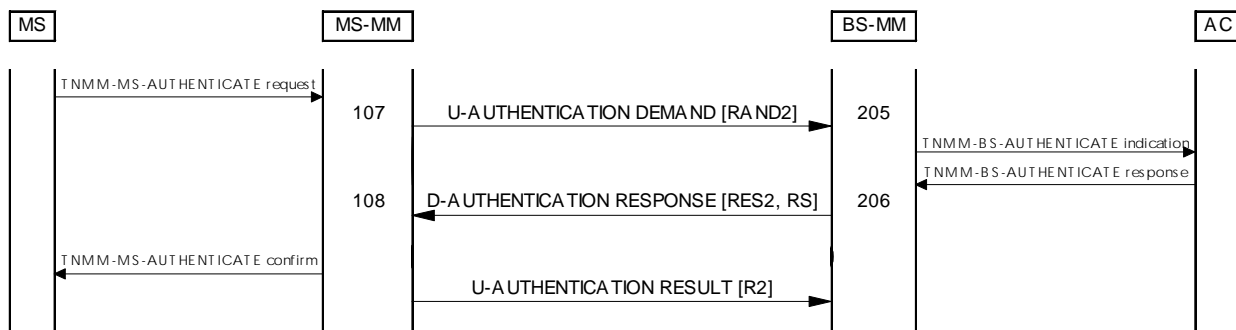 MS
MS-MM
BS-MM
AC
TNMM-MS-AUTHENTICATE request
107
U-AUTHENTICATION DEMAND [RAND2]
205
TNMM-BS-AUTHENTICATE indication
TNMM-BS-AUTHENTICATE response
108
D-AUTHENTICATION RESPONSE [RES2, RS]
206
TNMM-MS-AUTHENTICATE confirm
U-AUTHENTICATION RESULT [R2]